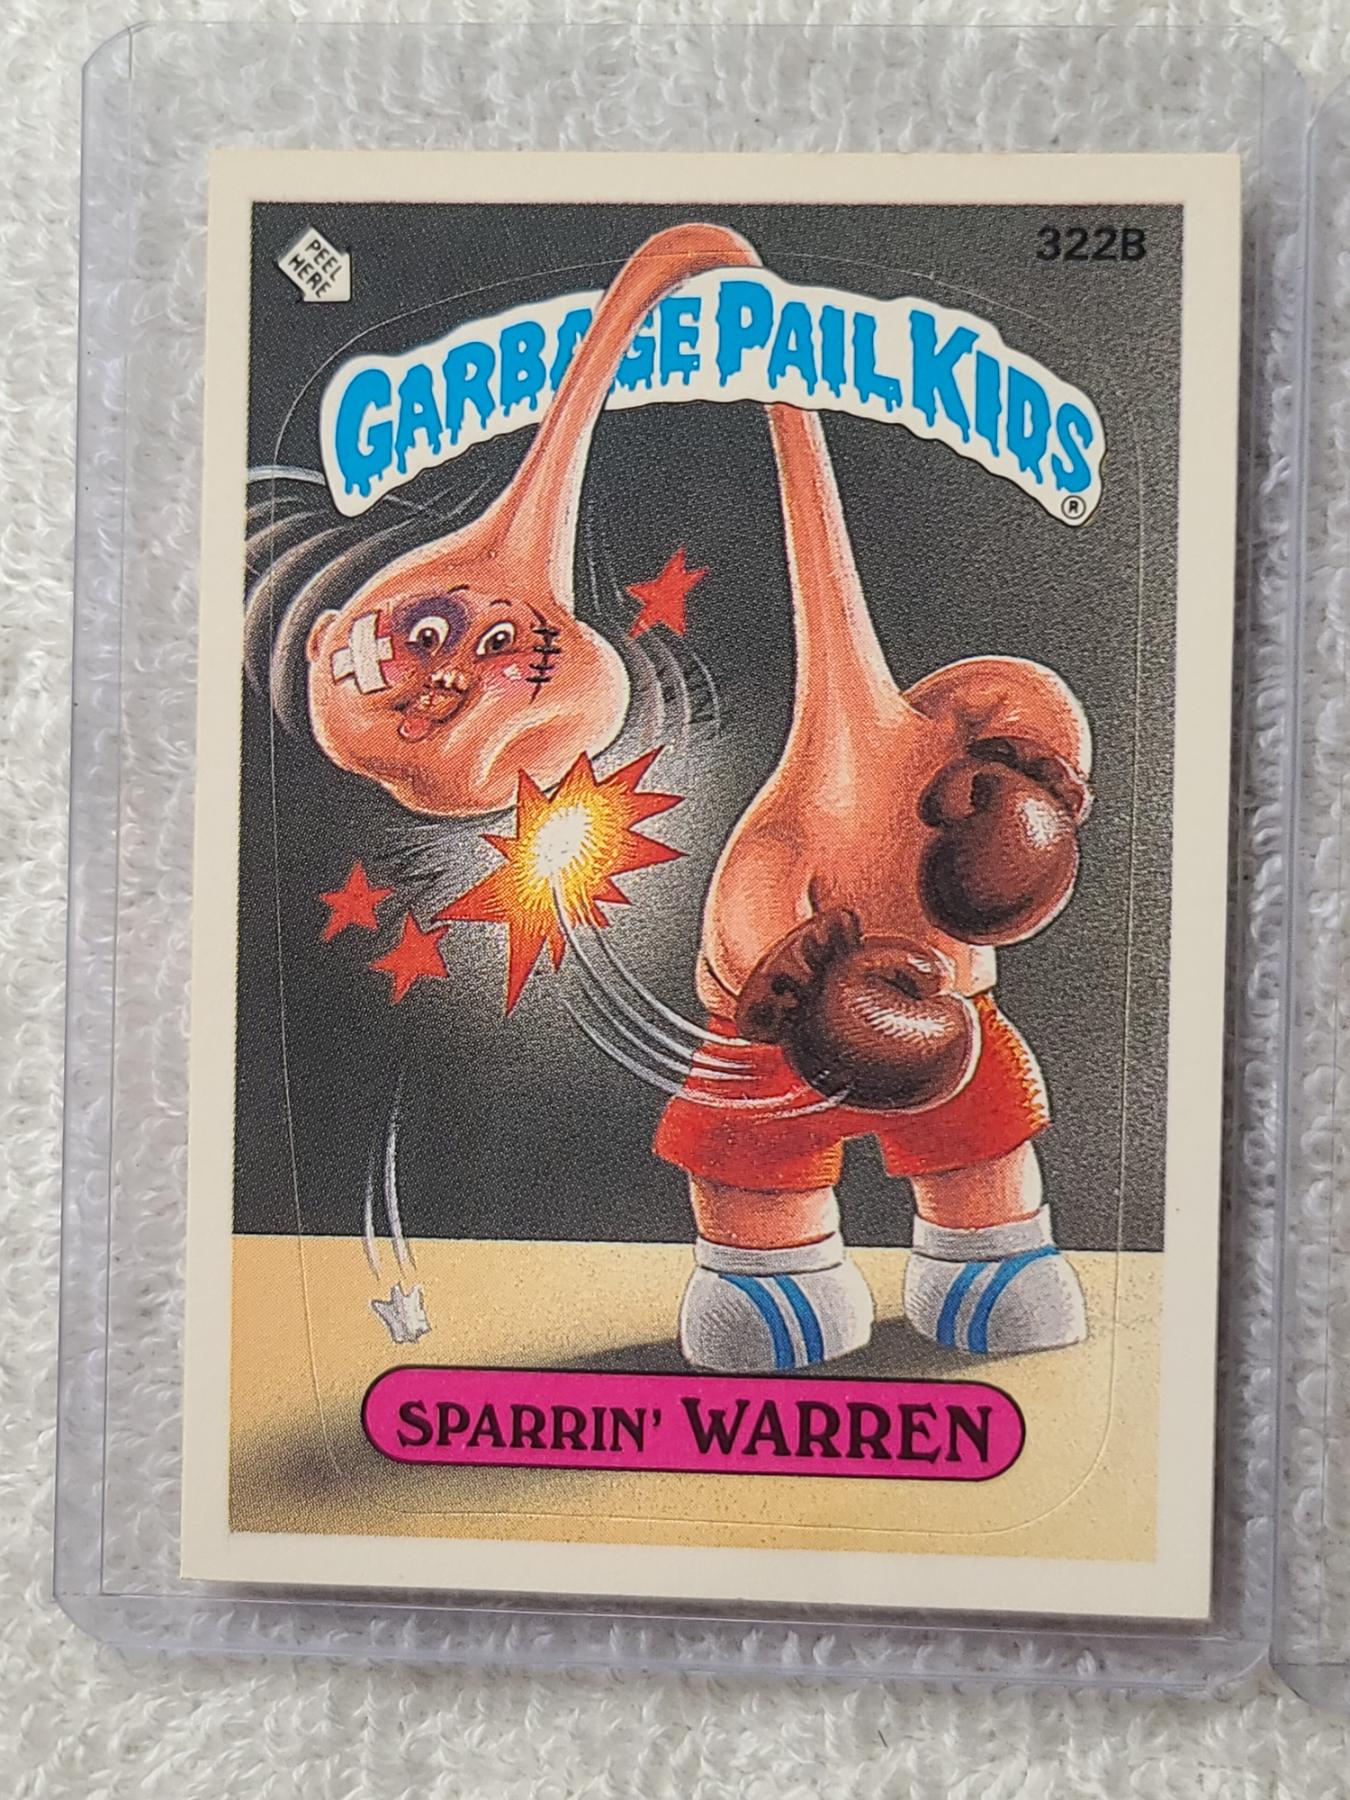 PEEL
HERE
322B
GARBAGE PAIL KIDS
®
SPARRIN' WARREN